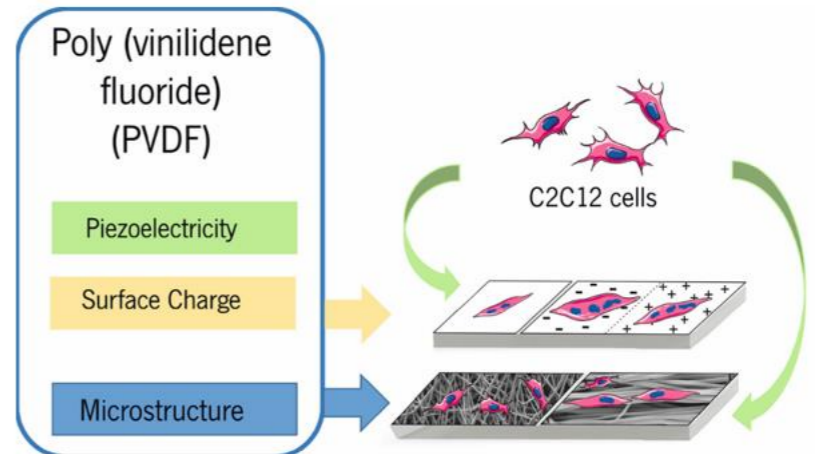 Poly (vinilidene
fluoride)
(PVDF)
Piezoelectricity
Surface Charge
Microstructure
C2C12 cells